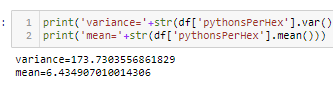 :
1 print('variance='+str(df['pythonsPerHex'].var()
2 print('mean='+str(df['pythonsPerHex'].mean()))
variance=173.7303556861829
mean=6.434907010014306